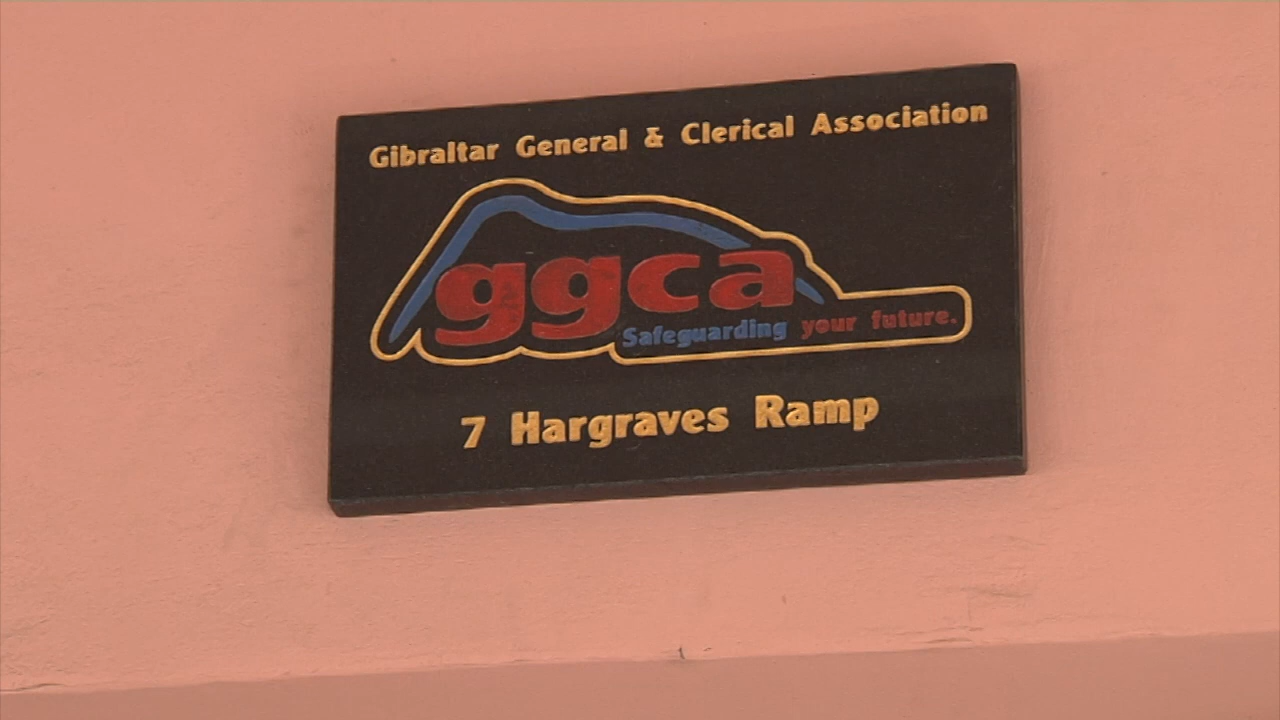 Gibraltar General & Clerical Association
ggca
Safeguarding your future.
7 Hargraves Ramp